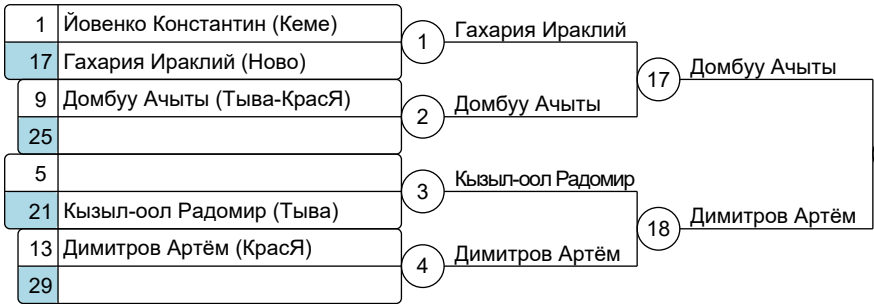 1 Йовенко Константин (Кеме)
17 Гахария Ираклий (Ново)
9 Домбуу Ачыты (Тыва-КрасЯ)
25
5
21 Кызыл-оол Радомир (Тыва)
13 Димитров Артём (КрасЯ)
29
1 Гахария Ираклий
2 Домбуу Ачыты
3 Кызыл-оол Радомир
4 Димитров Артём
17 Домбуу Ачыты
18 Димитров Артём